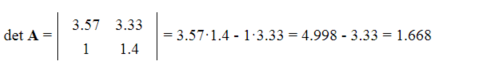 det A = | 3.57 3.33 | = 3.57·1.4 - 1·3.33 = 4.998 - 3.33 = 1.668
| 1 1.4 |